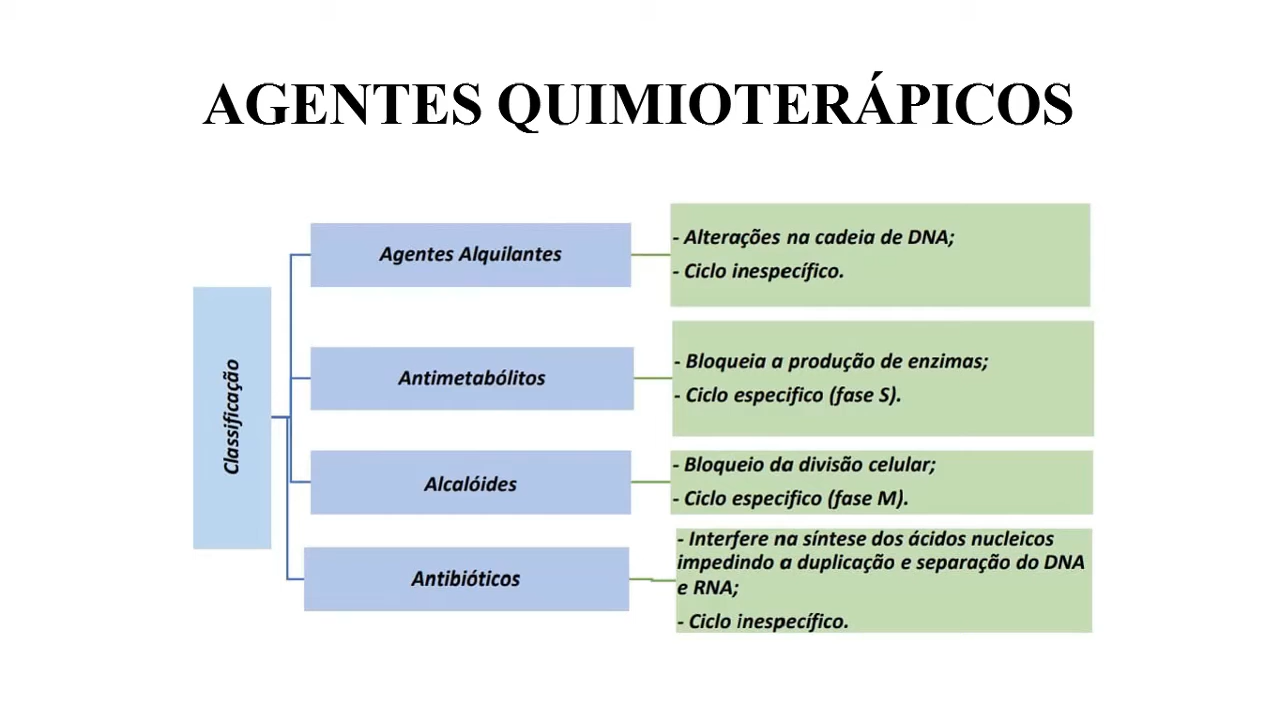 AGENTES QUIMIOTERÁPICOS
Classificação
Agentes Alquilantes
- Alterações na cadeia de DNA;
- Ciclo inespecífico.
Antimetabólitos
- Bloqueia a produção de enzimas;
- Ciclo especifico (fase S).
Alcalóides
- Bloqueio da divisão celular;
- Ciclo especifico (fase M).
Antibióticos
- Interfere na síntese dos ácidos nucleicos
impedindo a duplicação e separação do DNA
e RNA;
- Ciclo inespecífico.